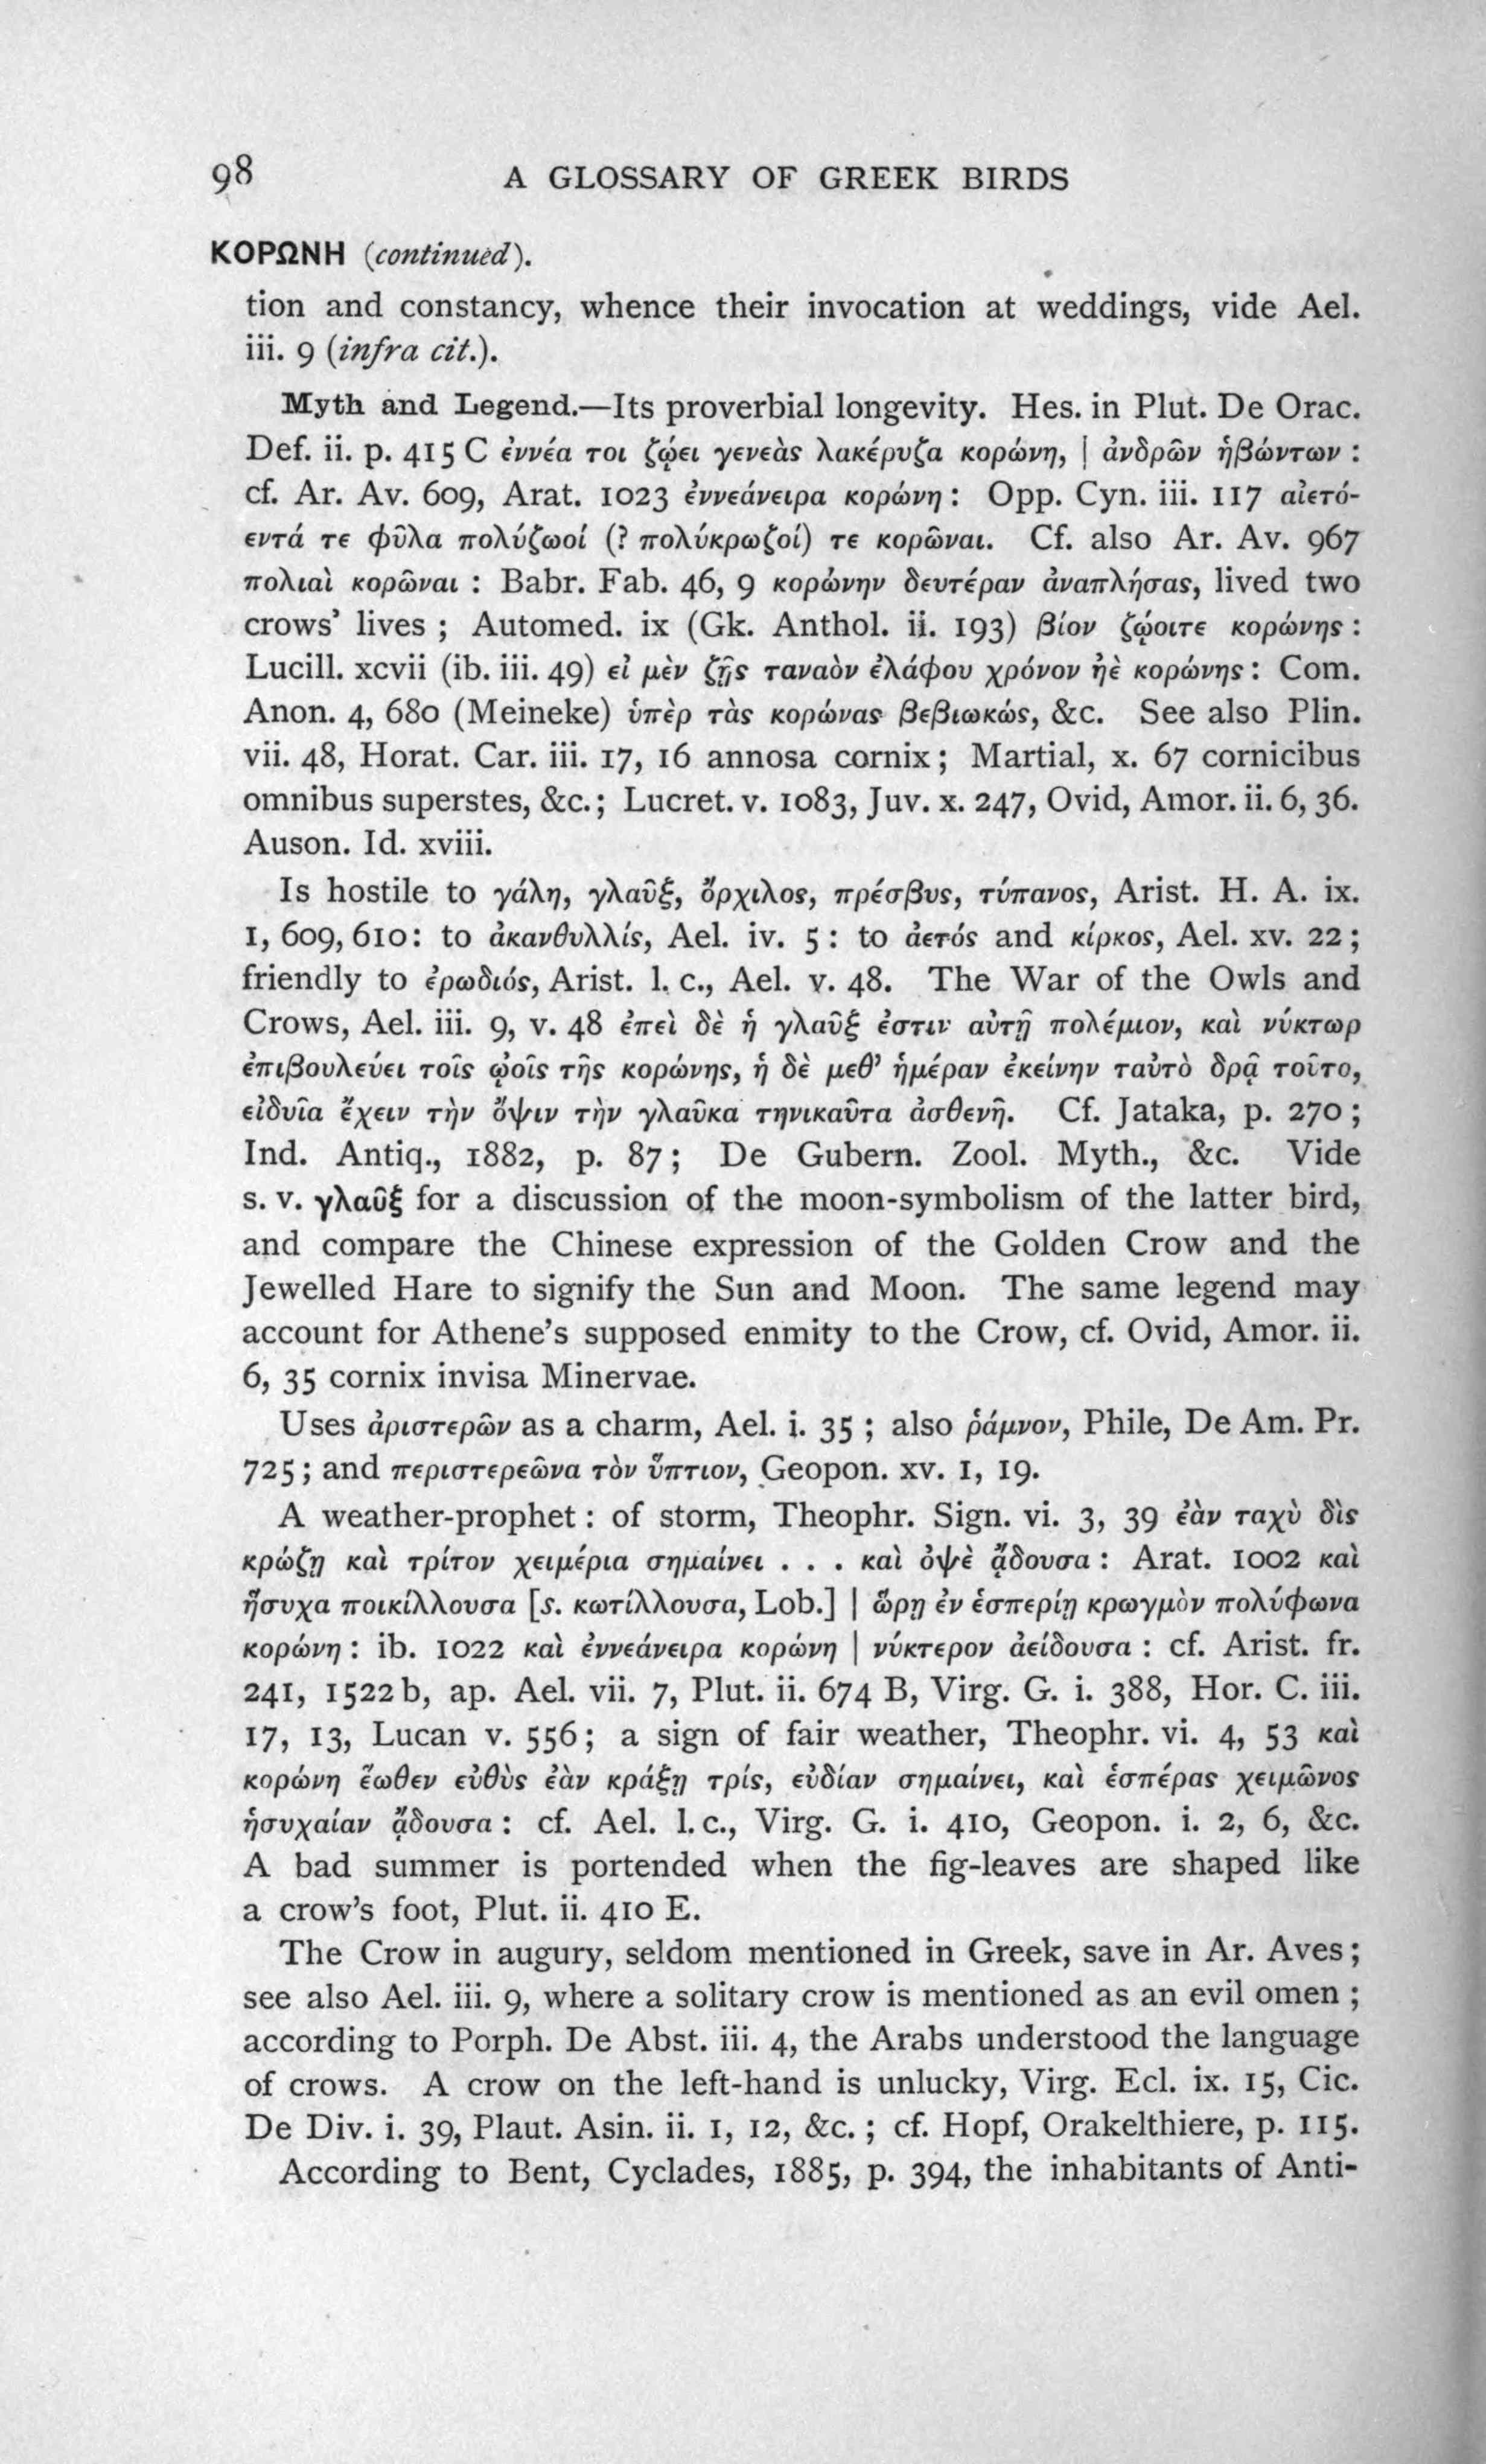 98 A GLOSSARY OF GREEK BIRDS
ΚΟΡΩΝΗ (continued).
tion and constancy, whence their invocation at weddings, vide Ael.
iii. 9 (infra cit.).
Myth and Legend.—Its proverbial longevity. Hes. in Plut. De Orac.
Def. ii. p. 415 C ἐννέα τοι ζῴει γενεὰς λακέρυζα κορώνη, | ἀνδρῶν ἡβώντων :
cf. Ar. Av. 609, Arat. 1023 ἐννεάνειρα κορώνη : Opp. Cyn. iii. 117 αἰετό-
εντά τε φῦλα πολύζωοί (? πολύκρωζοί) τε κορῶναι. Cf. also Ar. Av. 967
πολιαὶ κορῶναι : Babr. Fab. 46, 9 κορώνην δευτέραν ἀναπλήσας, lived two
crows' lives ; Automed. ix (Gk. Anthol. ii. 193) βίον ζῴοιτε κορώνης :
Lucill. xcvii (ib. iii. 49) εἰ μὲν ζῇς ταναὸν ἐλάφου χρόνον ἠὲ κορώνης : Com.
Anon. 4, 680 (Meineke) ὑπὲρ τὰς κορώνας βεβιωκώς, &c. See also Plin.
vii. 48, Horat. Car. iii. 17, 16 annosa cornix ; Martial, x. 67 cornicibus
omnibus superstes, &c. ; Lucret. v. 1083, Juv. x. 247, Ovid, Amor. ii. 6, 36.
Auson. Id. xviii.
Is hostile to γάλη, γλαῦξ, ὄρχιλος, πρέσβυς, τύπανος, Arist. H. A. ix.
1, 609, 610: to ἀκανθυλλίς, Ael. iv. 5 : to ἀετός and κίρκος, Ael. xv. 22 ;
friendly to ἐρωδιός, Arist. l. c., Ael. v. 48. The War of the Owls and
Crows, Ael. iii. 9, v. 48 ἐπεὶ δὲ ἡ γλαῦξ ἐστιν αὐτῇ πολέμιον, καὶ νύκτωρ
ἐπιβουλεύει τοῖς ᾠοῖς τῆς κορώνης, ἡ δὲ μεθ' ἡμέραν ἐκείνην ταὐτὸ δρᾷ τοῦτο,
εἰδυῖα ἔχειν τὴν ὄψιν τὴν γλαῦκα τηνικαῦτα ἀσθενῆ. Cf. Jataka, p. 270 ;
Ind. Antiq., 1882, p. 87 ; De Gubern. Zool. Myth., &c. Vide
s. v. γλαῦξ for a discussion of the moon-symbolism of the latter bird,
and compare the Chinese expression of the Golden Crow and the
Jewelled Hare to signify the Sun and Moon. The same legend may
account for Athene's supposed enmity to the Crow, cf. Ovid, Amor. ii.
6, 35 cornix invisa Minervae.
Uses ἀριστερῶν as a charm, Ael. i. 35 ; also ῥάμνον, Phile, De Am. Pr.
725 ; and περιστερεῶνα τὸν ὕπτιον, Geopon. xv. 1, 19.
A weather-prophet : of storm, Theophr. Sign. vi. 3, 39 ἐὰν ταχὺ δὶς
κρώζῃ καὶ τρίτον χειμέρια σημαίνει . . . καὶ ὀψὲ ᾄδουσα : Arat. 1002 καὶ
ἥσυχα ποικίλλουσα [s. κωτίλλουσα, Lob.] | ὥρῃ ἐν ἑσπερίῃ κρωγμὸν πολύφωνα
κορώνη : ib. 1022 καὶ ἐννεάνειρα κορώνη | νύκτερον ἀείδουσα : cf. Arist. fr.
241, 1522 b, ap. Ael. vii. 7, Plut. ii. 674 B, Virg. G. i. 388, Hor. C. iii.
17, 13, Lucan v. 556 ; a sign of fair weather, Theophr. vi. 4, 53 καὶ
κορώνη ἕωθεν εὐθὺς ἐὰν κράξῃ τρίς, εὐδίαν σημαίνει, καὶ ἑσπέρας χειμῶνος
ἡσυχαίαν ᾄδουσα : cf. Ael. l. c., Virg. G. i. 410, Geopon. i. 2, 6, &c.
A bad summer is portended when the fig-leaves are shaped like
a crow's foot, Plut. ii. 410 E.
The Crow in augury, seldom mentioned in Greek, save in Ar. Aves ;
see also Ael. iii. 9, where a solitary crow is mentioned as an evil omen ;
according to Porph. De Abst. iii. 4, the Arabs understood the language
of crows. A crow on the left-hand is unlucky, Virg. Ecl. ix. 15, Cic.
De Div. i. 39, Plaut. Asin. ii. 1, 12, &c. ; cf. Hopf, Orakelthiere, p. 115.
According to Bent, Cyclades, 1885, p. 394, the inhabitants of Anti-